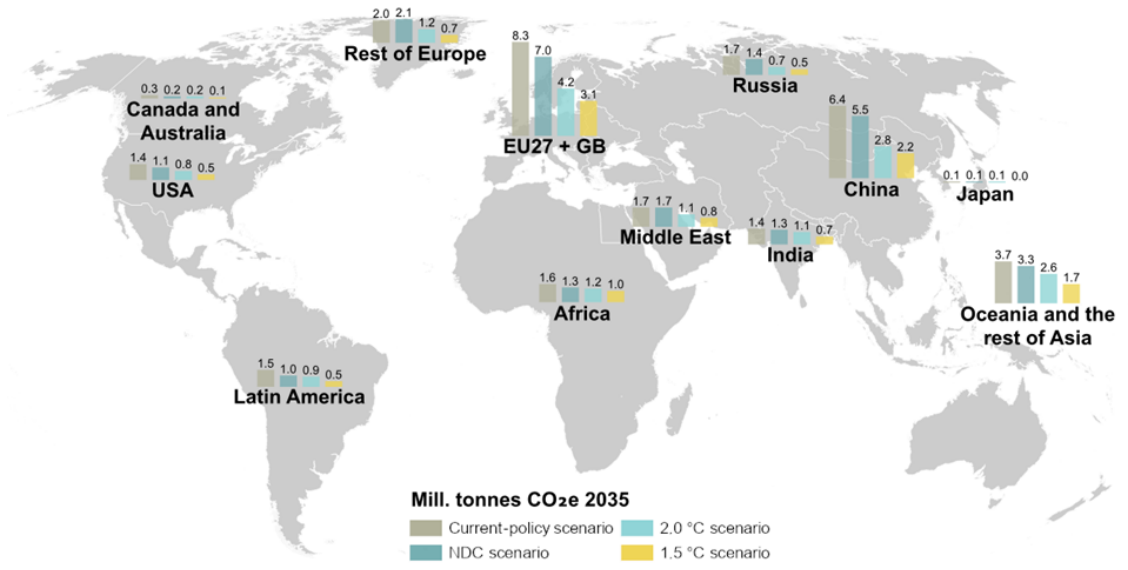 2.0 2.1 1.2 0.7
Rest of Europe
8.3 7.0 4.2 3.1
EU27 + GB
1.7 1.4 0.7 0.5
Russia
0.3 0.2 0.2 0.1
Canada and
Australia
1.4 1.1 0.8 0.5
USA
6.4 5.5 2.8 2.2
China
0.1 0.1 0.1 0.0
Japan
1.7 1.7 1.1 0.8
Middle East
1.4 1.3 1.1 0.7
India
1.6 1.3 1.2 1.0
Africa
3.7 3.3 2.6 1.7
Oceania and the
rest of Asia
1.5 1.0 0.9 0.5
Latin America
Mill. tonnes CO₂e 2035
Current-policy scenario
2.0 °C scenario
NDC scenario
1.5 °C scenario